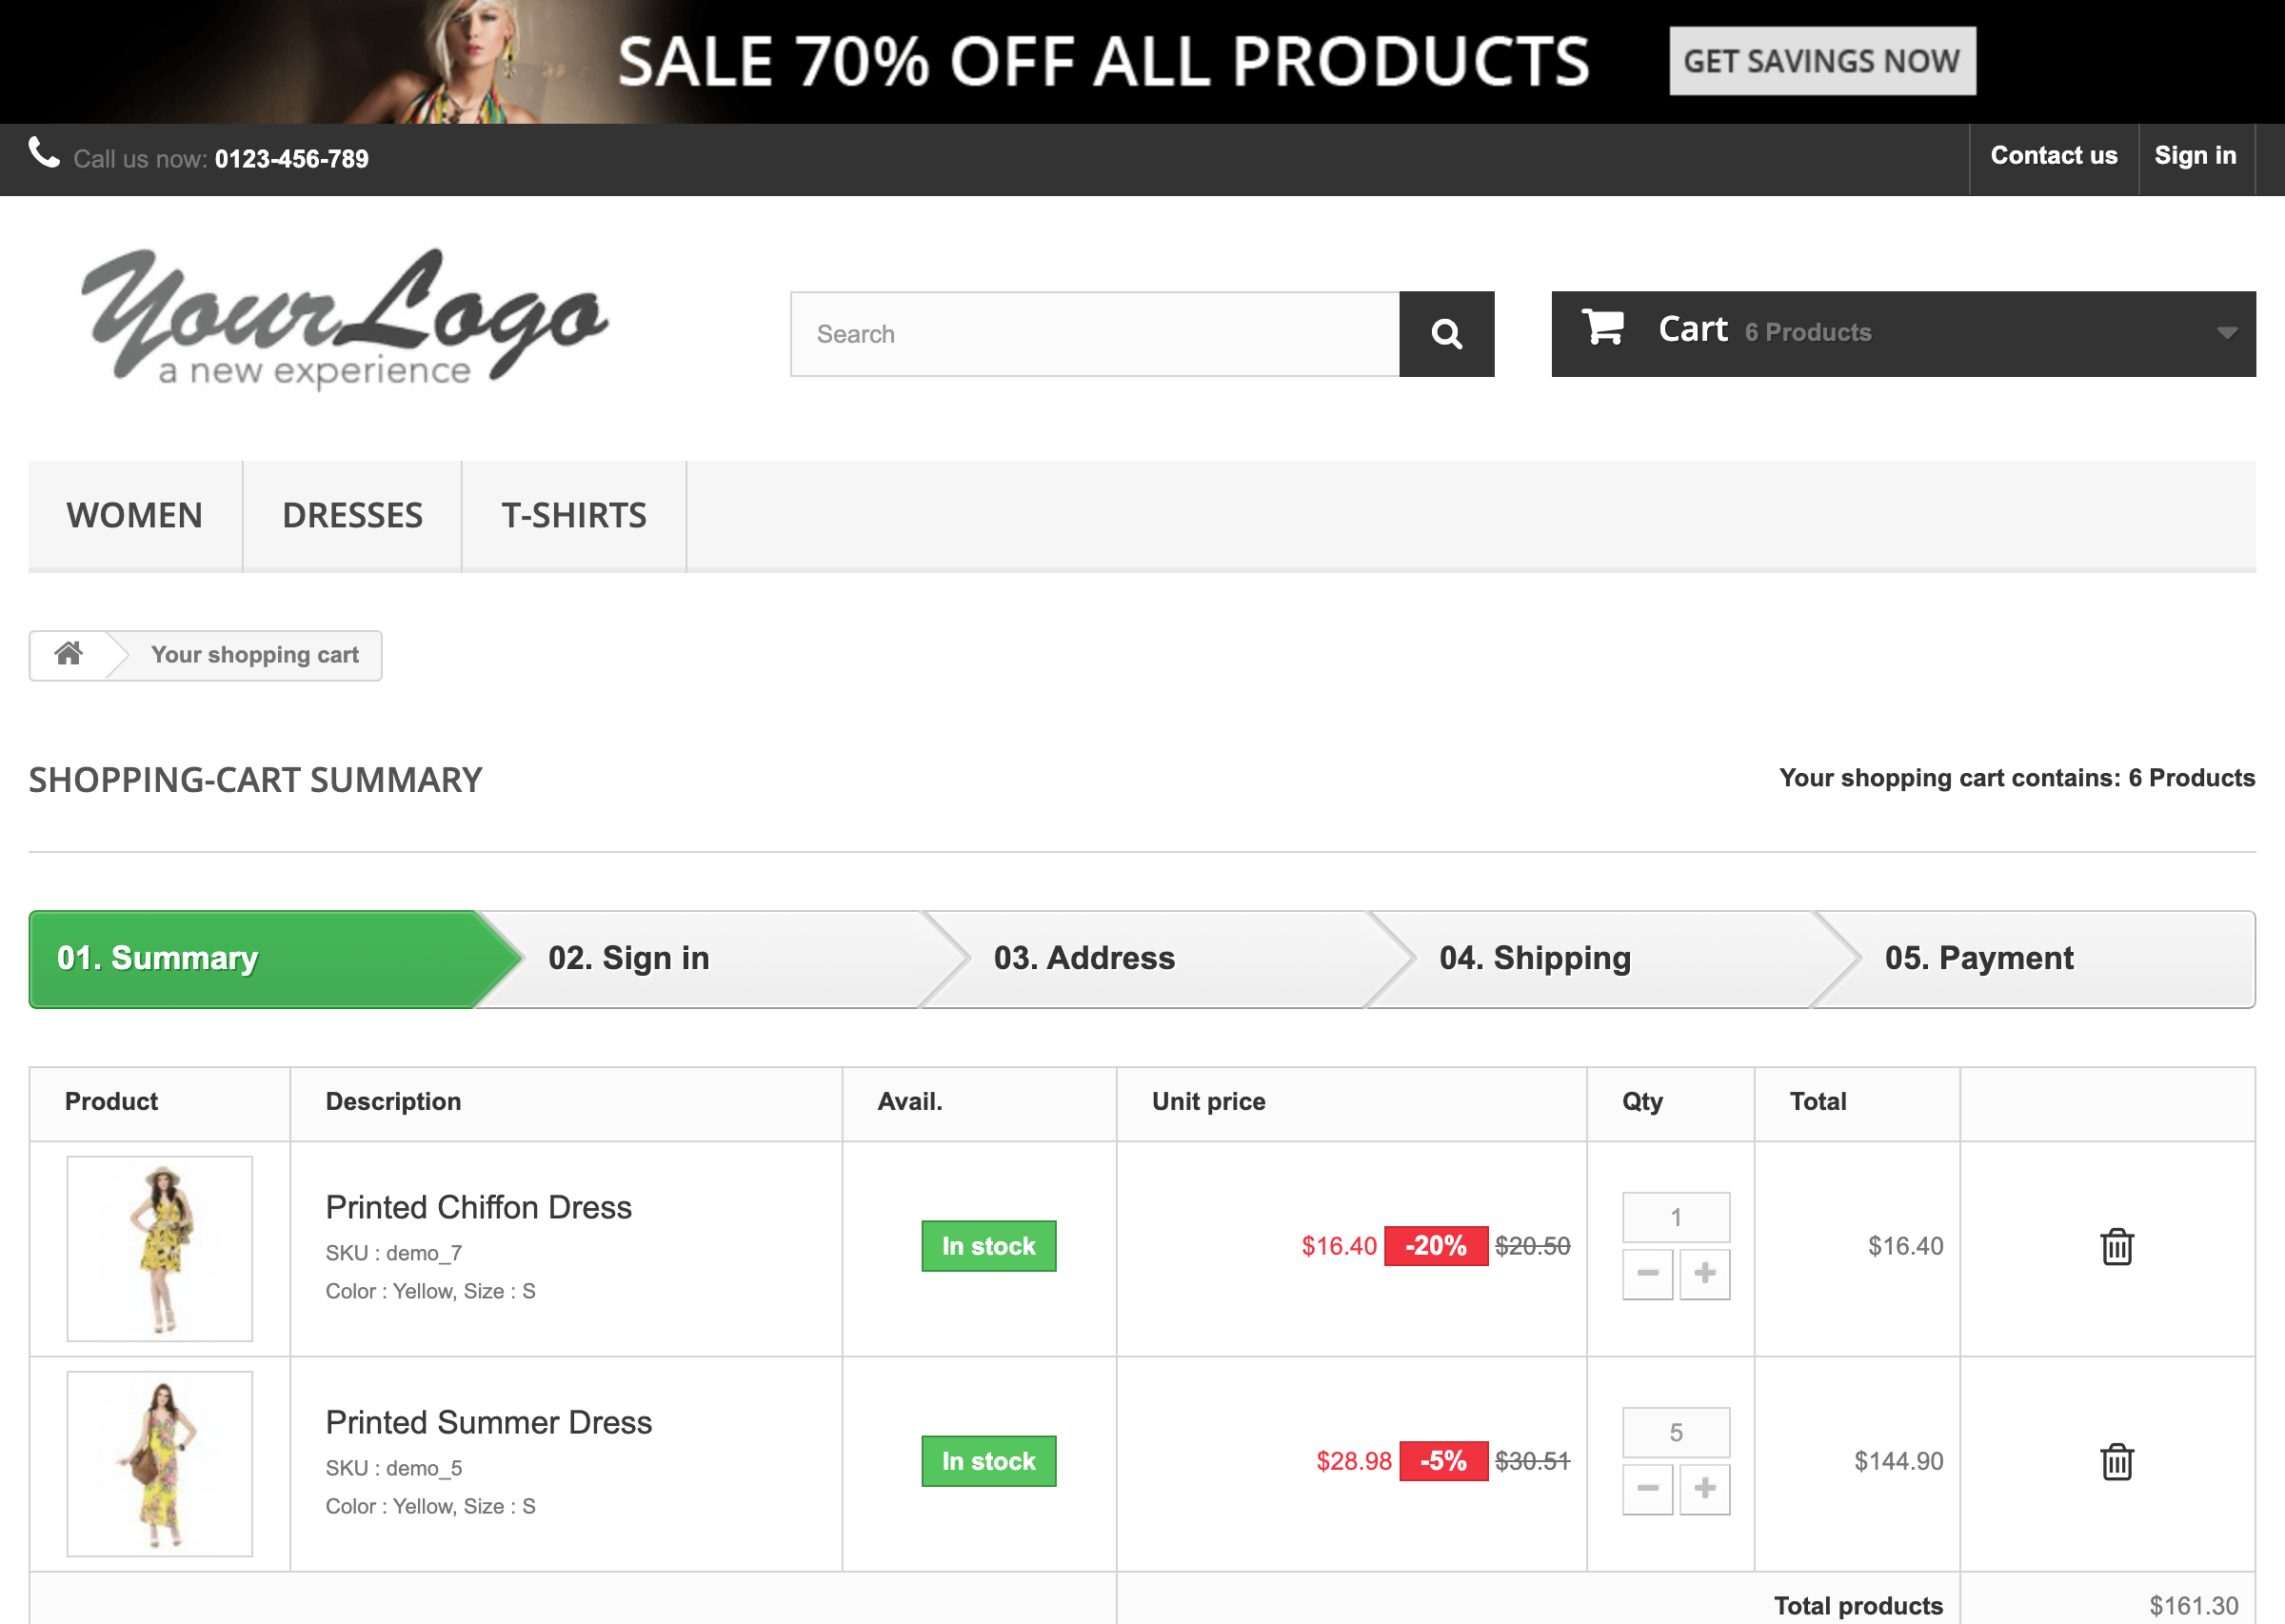 SALE 70% OFF ALL PRODUCTS GET SAVINGS NOW
Call us now: 0123-456-789 Contact us Sign in
YourLogo
a new experience
Search
Cart 6 Products
WOMEN DRESSES T-SHIRTS
Your shopping cart
SHOPPING-CART SUMMARY Your shopping cart contains: 6 Products
01. Summary 02. Sign in 03. Address 04. Shipping 05. Payment
Product Description Avail. Unit price Qty Total
Printed Chiffon Dress
SKU : demo_7
Color : Yellow, Size : S
In stock
$16.40 -20% $20.50
1
$16.40
Printed Summer Dress
SKU : demo_5
Color : Yellow, Size : S
In stock
$28.98 -5% $30.51
5
$144.90
Total products $161.30